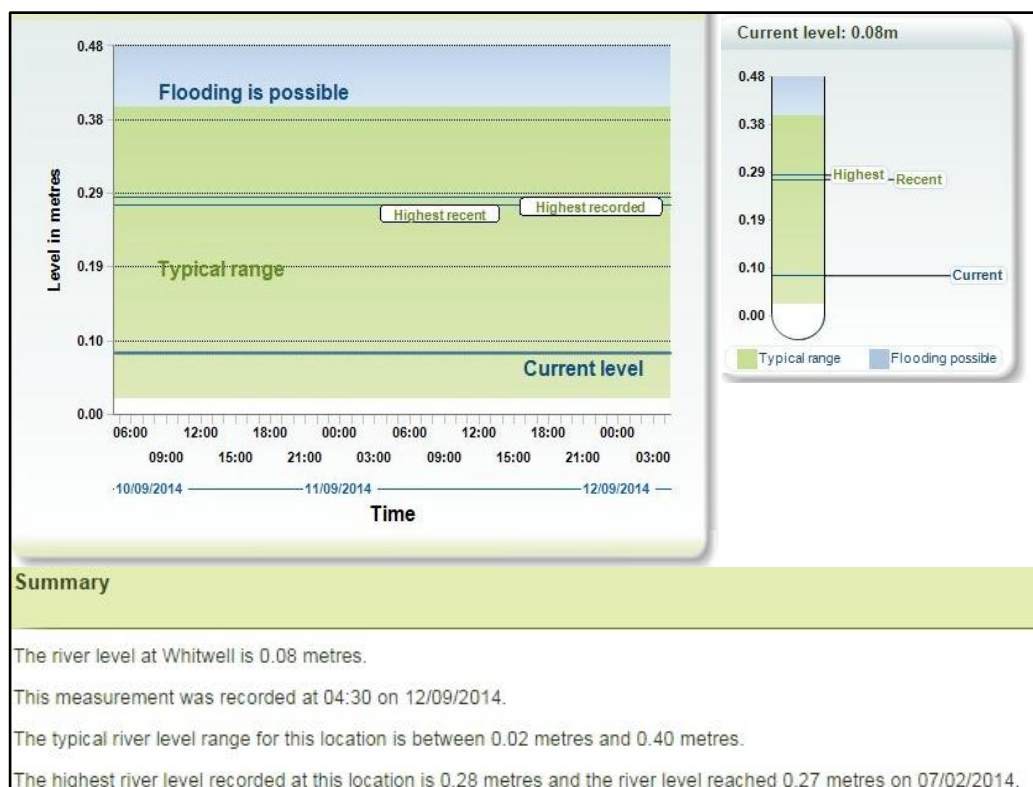 0.48
Flooding is possible
0.38
0.29
Highest recent
Highest recorded
Typical range
0.19
0.10
Current level
0.00
Level in metres
06:00 12:00 18:00 00:00 06:00 12:00 18:00 00:00
09:00 15:00 21:00 03:00 09:00 15:00 21:00 03:00
10/09/2014 11/09/2014 12/09/2014
Time
Current level: 0.08m
0.48
0.38
0.29
Highest
Recent
0.19
0.10
Current
0.00
Typical range
Flooding possible
Summary
The river level at Whitwell is 0.08 metres.
This measurement was recorded at 04:30 on 12/09/2014.
The typical river level range for this location is between 0.02 metres and 0.40 metres.
The highest river level recorded at this location is 0.28 metres and the river level reached 0.27 metres on 07/02/2014.